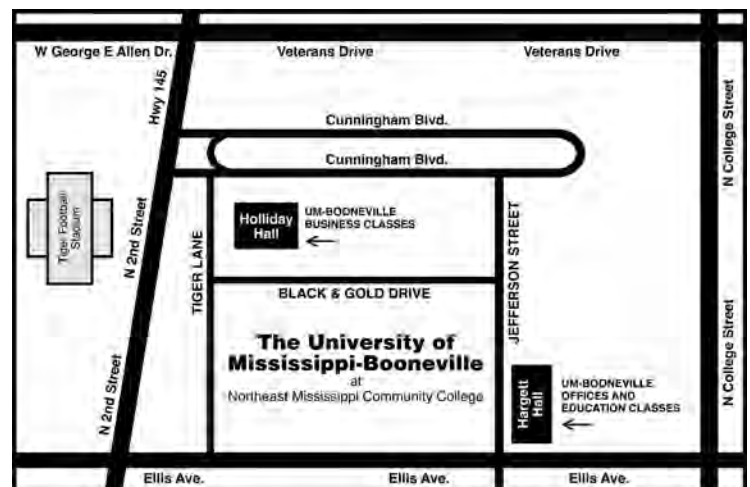 W George E Allen Dr.
Veterans Drive
Veterans Drive
Hwy 145
Cunningham Blvd.
Cunningham Blvd.
N College Street
Tiger Football
Stadium
N 2nd Street
TIGER LANE
Holliday
Hall
UM-BOONEVILLE
BUSINESS CLASSES
JEFFERSON STREET
BLACK & GOLD DRIVE
The University of
Mississippi-Booneville
at
Northeast Mississippi Community College
N 2nd Street
Hargett
Hall
UM-BOONEVILLE
OFFICES AND
EDUCATION CLASSES
N College Street
Ellis Ave.
Ellis Ave.
Ellis Ave.